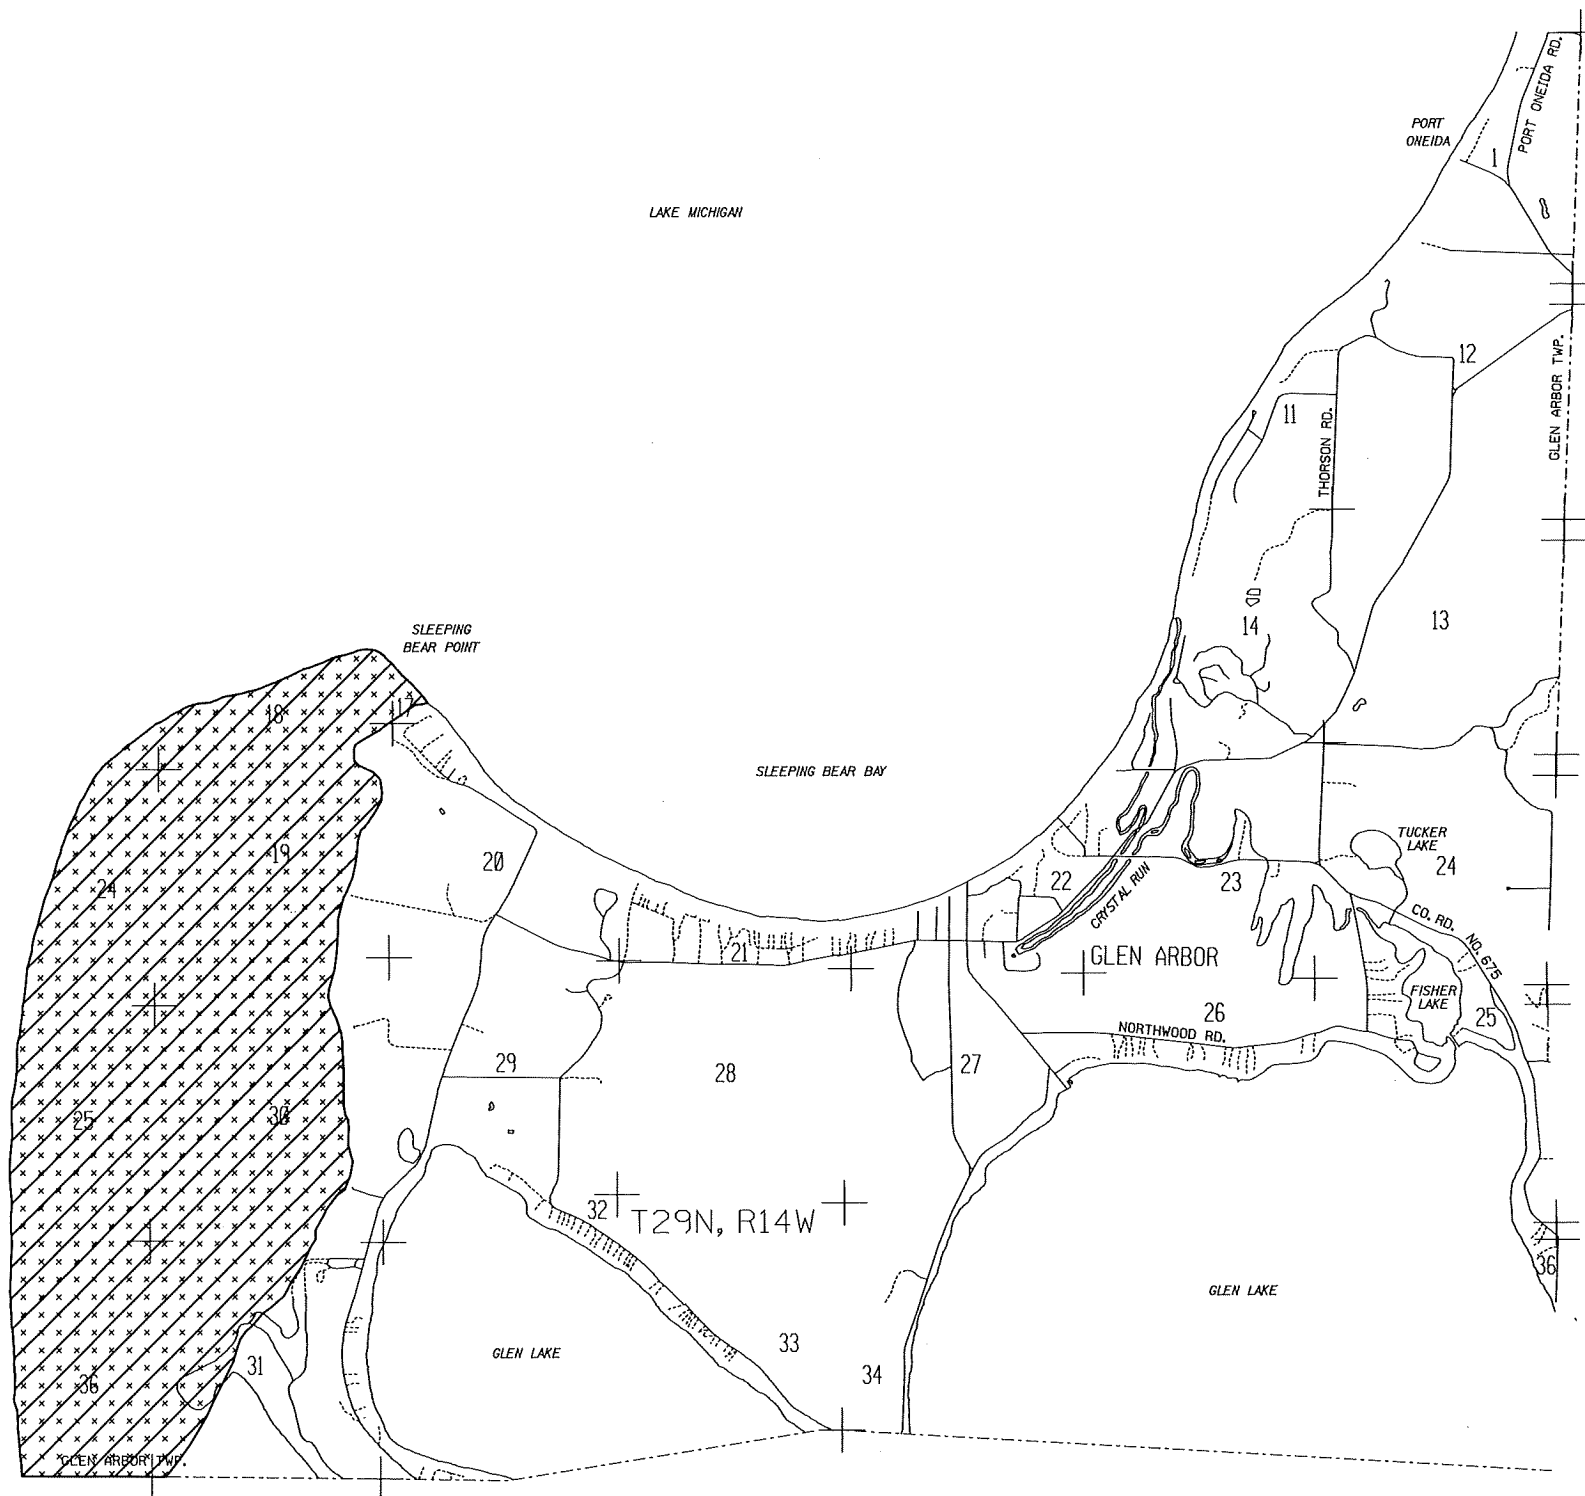 PORT ONEIDA RD.
PORT
ONEIDA
1
LAKE MICHIGAN
12
GLEN ARBOR TWP.
11
THORSON RD.
14
13
SLEEPING
BEAR POINT
18
17
SLEEPING BEAR BAY
TUCKER
LAKE
19
20
22
23
24
24
CRYSTAL RUN
CO. RD. NO. 675
21
GLEN ARBOR
FISHER
LAKE
26
25
NORTHWOOD RD.
29
28
27
25
30
32
T29N, R14W
36
GLEN LAKE
GLEN LAKE
33
31
34
36
GLEN ARBOR TWP.